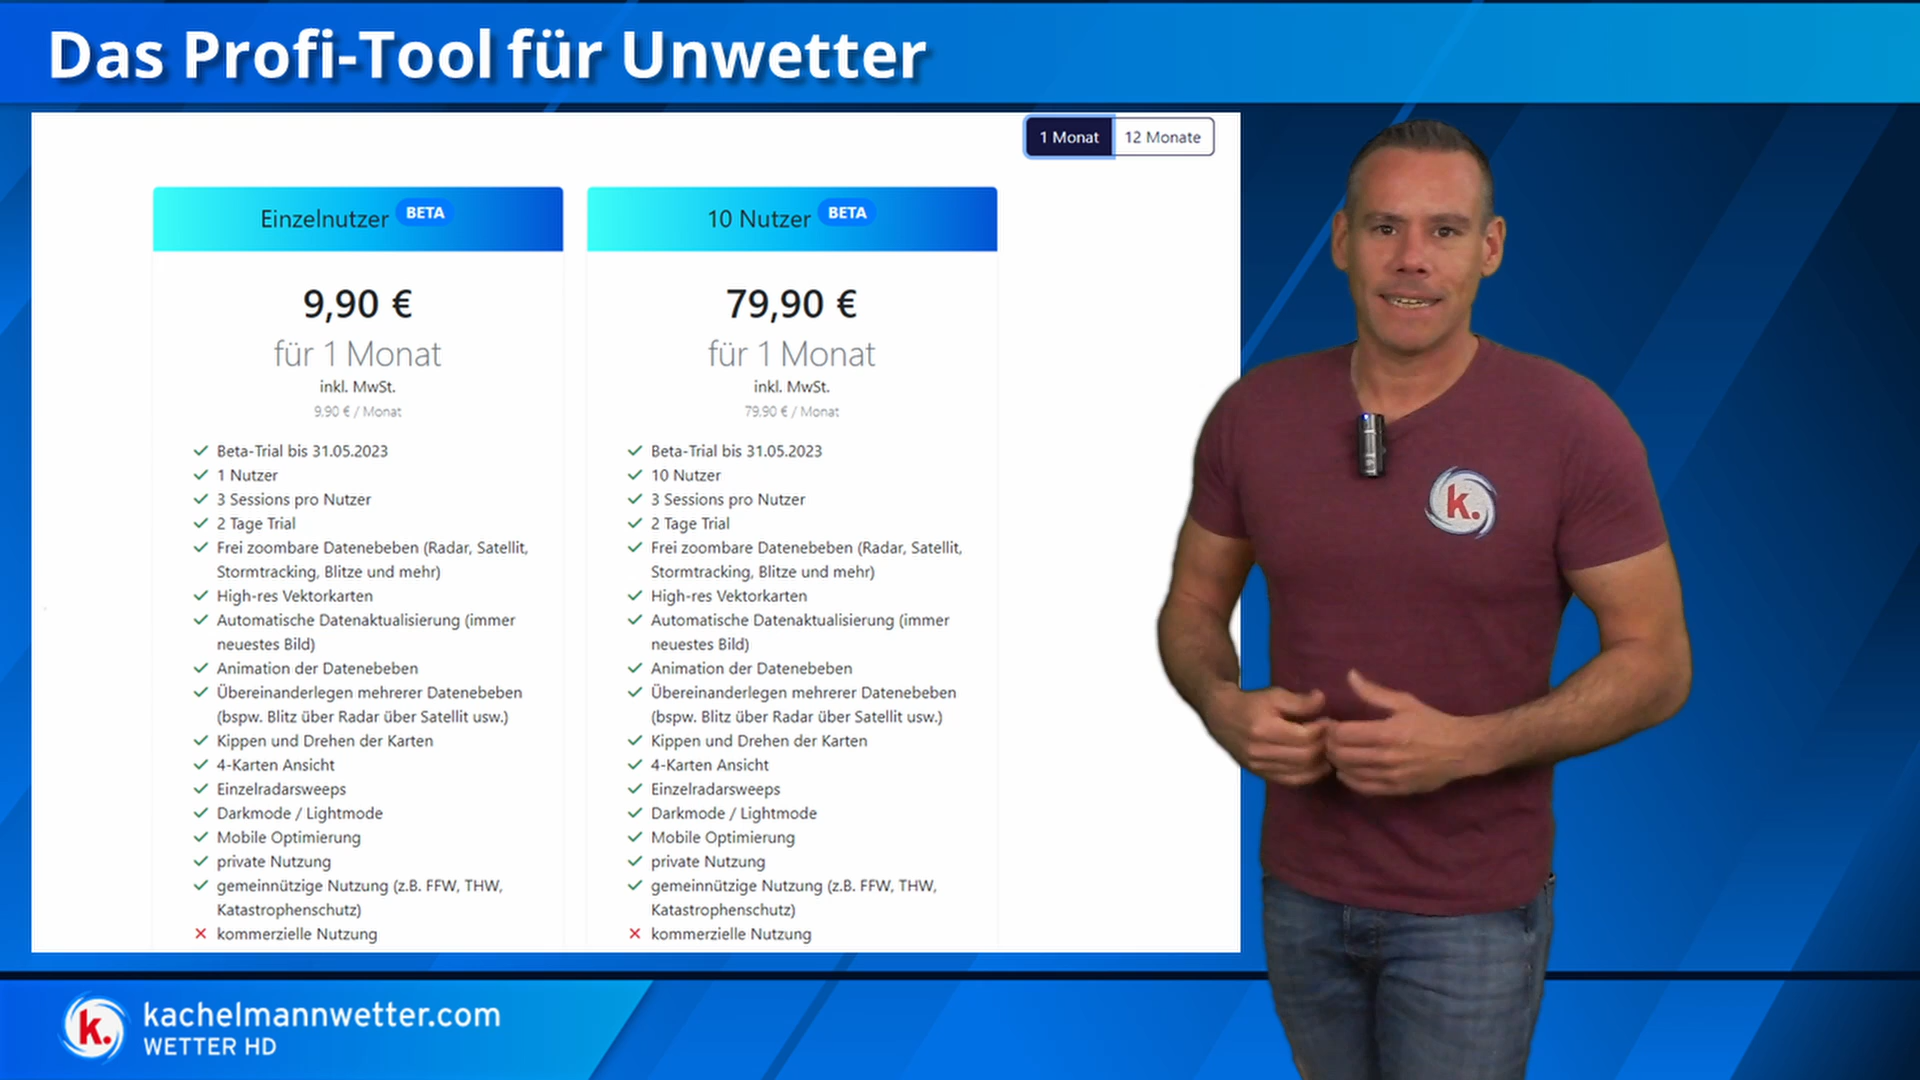 Das Profi-Tool für Unwetter
1 Monat
12 Monate
Einzelnutzer BETA
9,90 €
für 1 Monat
inkl. MwSt.
9.90 € / Monat
Beta-Trial bis 31.05.2023
1 Nutzer
3 Sessions pro Nutzer
2 Tage Trial
Frei zoombare Datenebeben (Radar, Satellit,
Stormtracking, Blitze und mehr)
High-res Vektorkarten
Automatische Datenaktualisierung (immer
neuestes Bild)
Animation der Datenebeben
Übereinanderlegen mehrerer Datenebeben
(bspw. Blitz über Radar über Satellit usw.)
Kippen und Drehen der Karten
4-Karten Ansicht
Einzelradarsweeps
Darkmode / Lightmode
Mobile Optimierung
private Nutzung
gemeinnützige Nutzung (z.B. FFW, THW,
Katastrophenschutz)
kommerzielle Nutzung
10 Nutzer BETA
79,90 €
für 1 Monat
inkl. MwSt.
79.90 € / Monat
Beta-Trial bis 31.05.2023
10 Nutzer
3 Sessions pro Nutzer
2 Tage Trial
Frei zoombare Datenebeben (Radar, Satellit,
Stormtracking, Blitze und mehr)
High-res Vektorkarten
Automatische Datenaktualisierung (immer
neuestes Bild)
Animation der Datenebeben
Übereinanderlegen mehrerer Datenebeben
(bspw. Blitz über Radar über Satellit usw.)
Kippen und Drehen der Karten
4-Karten Ansicht
Einzelradarsweeps
Darkmode / Lightmode
Mobile Optimierung
private Nutzung
gemeinnützige Nutzung (z.B. FFW, THW,
Katastrophenschutz)
kommerzielle Nutzung
k.
k.
kachelmannwetter.com
WETTER HD